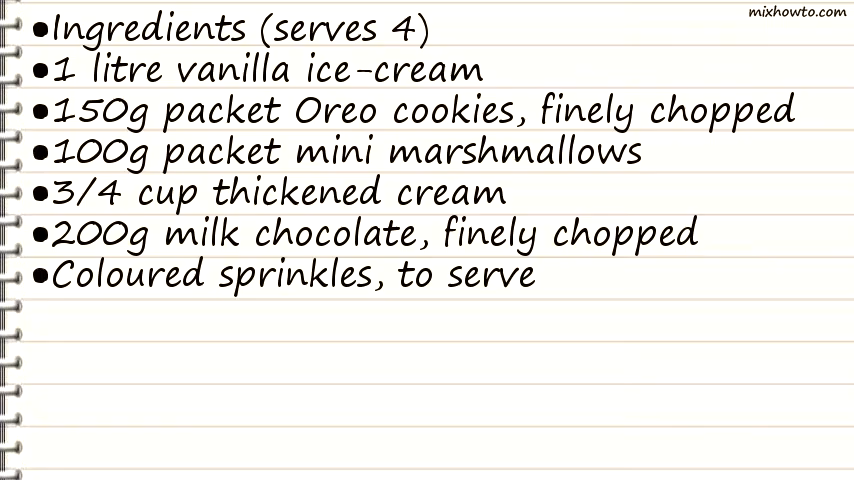 mixhowto.com
•Ingredients (serves 4)
•1 litre vanilla ice-cream
•150g packet Oreo cookies, finely chopped
•100g packet mini marshmallows
•3/4 cup thickened cream
•200g milk chocolate, finely chopped
•Coloured sprinkles, to serve